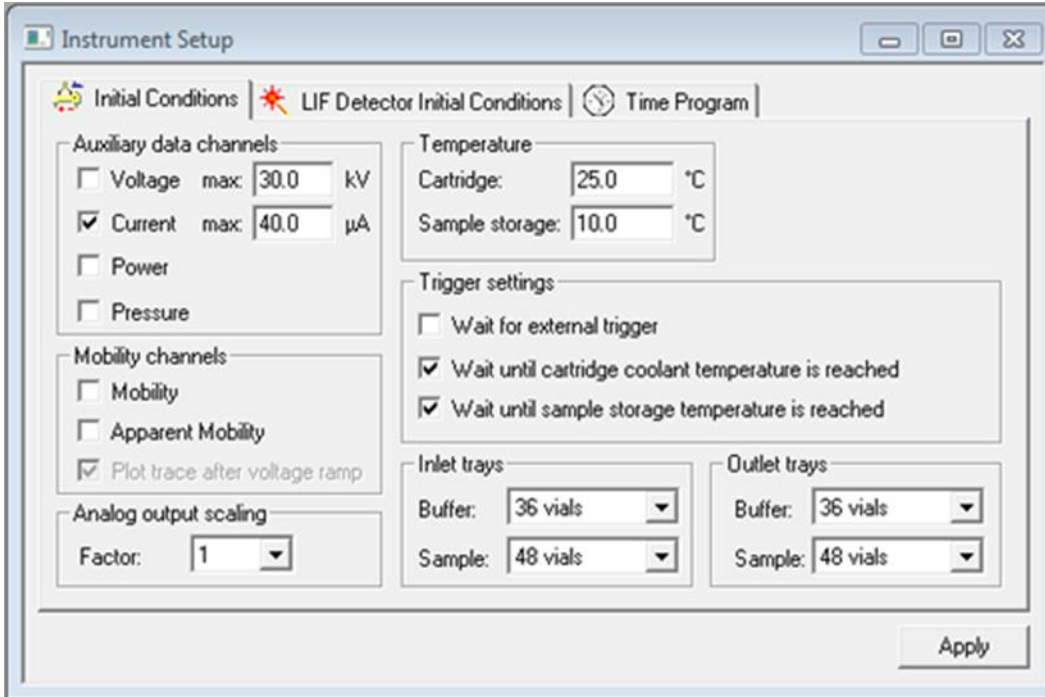 Instrument Setup
Initial Conditions LIF Detector Initial Conditions Time Program
Auxiliary data channels
Voltage max: 30.0 kV
Current max: 40.0 µA
Power
Pressure
Mobility channels
Mobility
Apparent Mobility
Plot trace after voltage ramp
Analog output scaling
Factor: 1
Temperature
Cartridge: 25.0 °C
Sample storage: 10.0 °C
Trigger settings
Wait for external trigger
Wait until cartridge coolant temperature is reached
Wait until sample storage temperature is reached
Inlet trays
Buffer: 36 vials
Sample: 48 vials
Outlet trays
Buffer: 36 vials
Sample: 48 vials
Apply